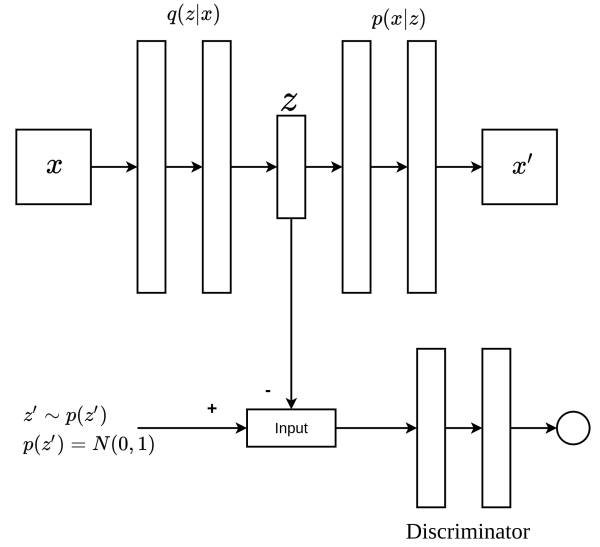 q(z|x)
p(x|z)
z
x
x′
-
+
z′ ∼ p(z′)
p(z′) = N(0, 1)
Input
Discriminator